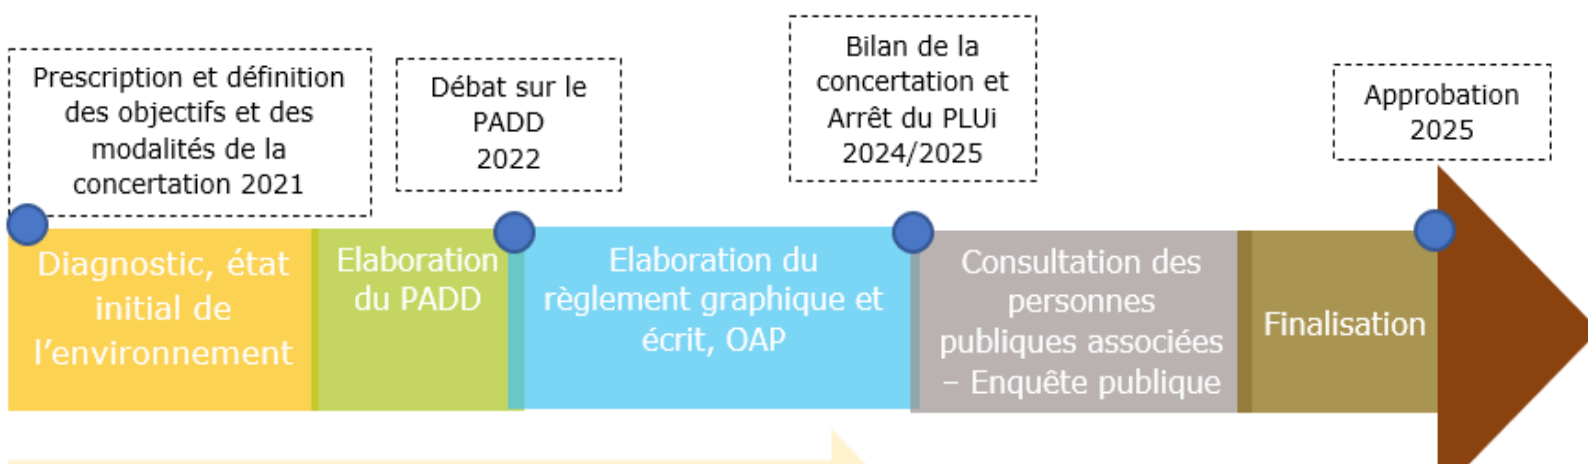 Prescription et définition
des objectifs et des
modalités de la
concertation 2021
Débat sur le
PADD
2022
Bilan de la
concertation et
Arrêt du PLUi
2024/2025
Approbation
2025
Diagnostic, état
initial de
l'environnement
Elaboration
du PADD
Elaboration du
règlement graphique et
écrit, OAP
Consultation des
personnes
publiques associées
– Enquête publique
Finalisation